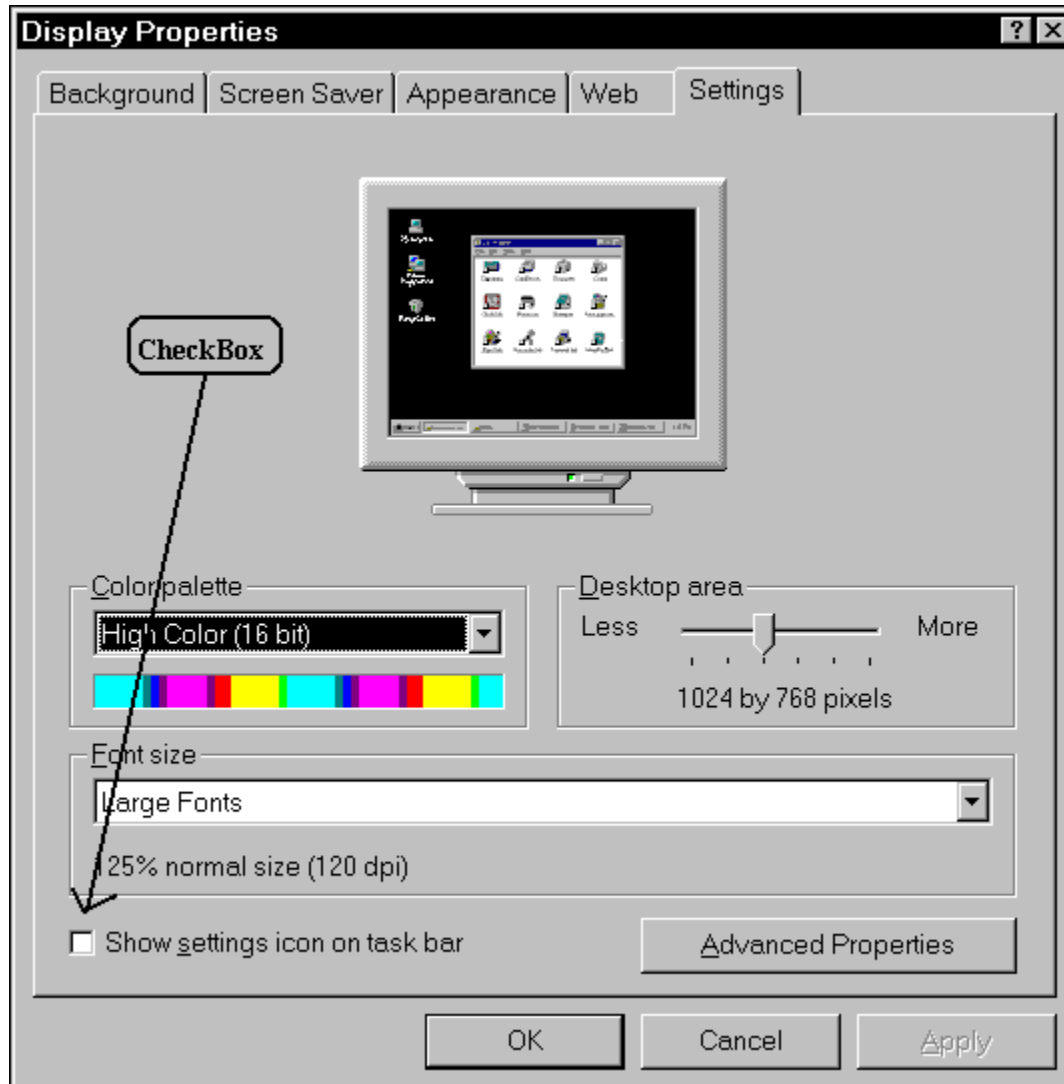 Display Properties
Background Screen Saver Appearance Web Settings
CheckBox
Color palette
High Color (16 bit)
Desktop area
Less More
1024 by 768 pixels
Font size
Large Fonts
125% normal size (120 dpi)
Show settings icon on task bar
Advanced Properties
OK Cancel Apply